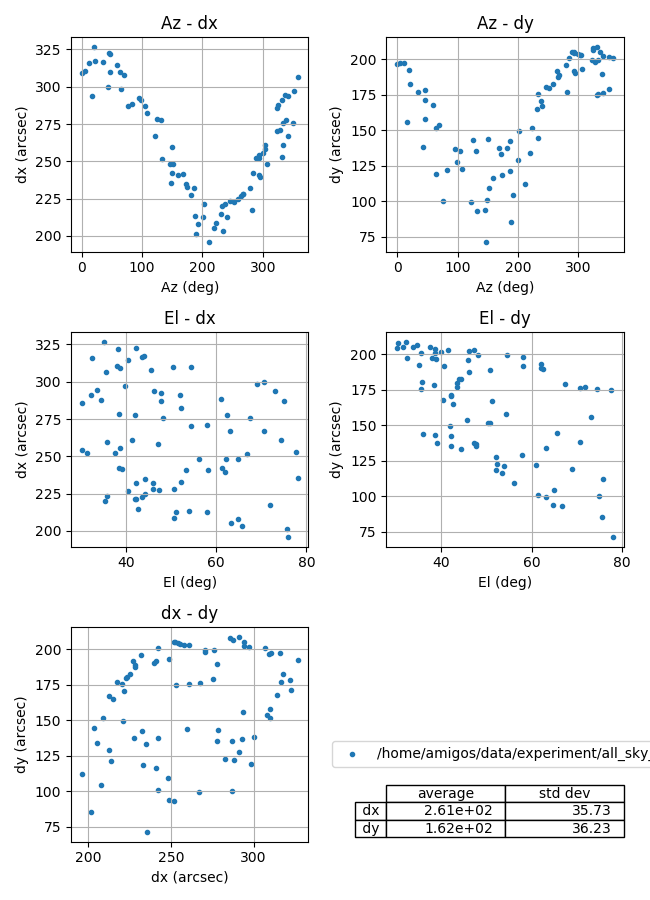 Az - dx
Az - dy
325
300
275
250
225
200
dx (arcsec)
0
100
200
300
Az (deg)
200
175
150
125
100
75
dy (arcsec)
0
100
200
300
Az (deg)
El - dx
El - dy
325
300
275
250
225
200
dx (arcsec)
40
60
80
El (deg)
200
175
150
125
100
75
dy (arcsec)
40
60
80
El (deg)
dx - dy
200
175
150
125
100
75
dy (arcsec)
200
250
300
dx (arcsec)
/home/amigos/data/experiment/all_sky_
average std dev
dx 2.61e+02 35.73
dy 1.62e+02 36.23